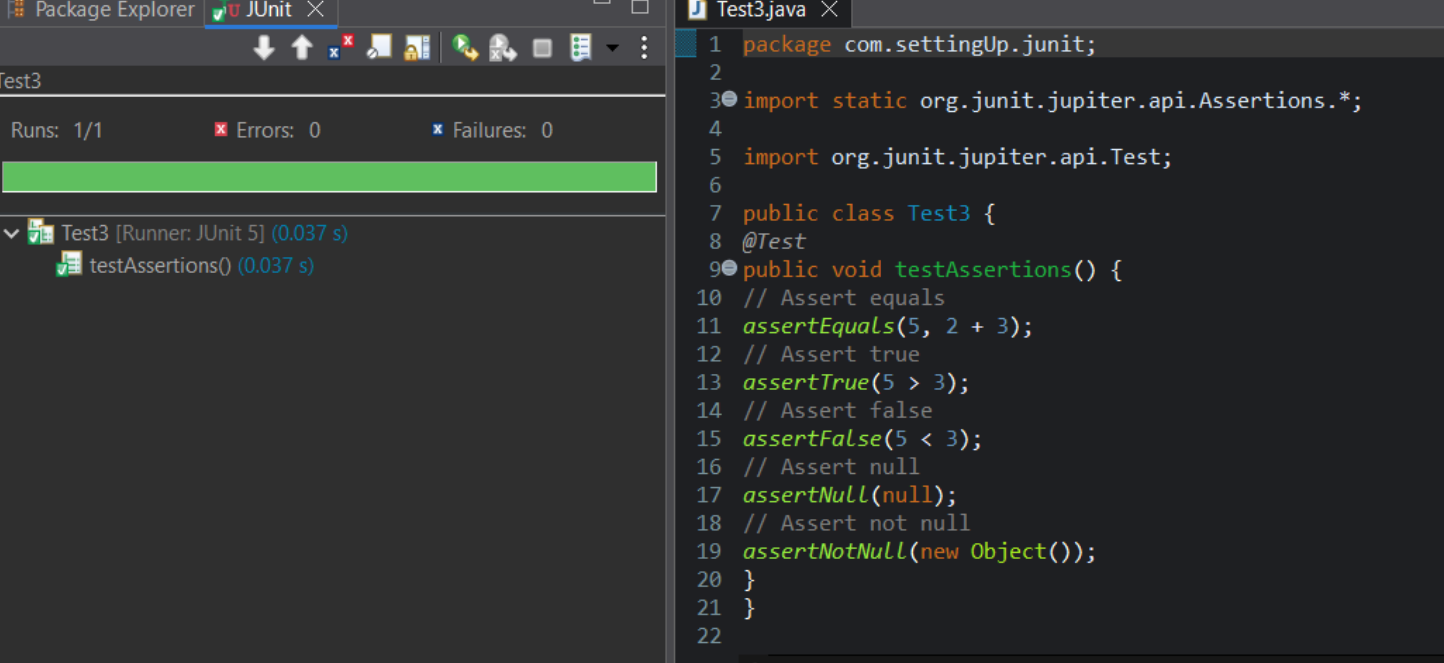 Package Explorer
JUnit
Test3
Runs: 1/1 Errors: 0 Failures: 0
Test3 [Runner: JUnit 5] (0.037 s)
testAssertions() (0.037 s)
Test3.java
1 package com.settingUp.junit;
2
3 import static org.junit.jupiter.api.Assertions.*;
4
5 import org.junit.jupiter.api.Test;
6
7 public class Test3 {
8 @Test
9 public void testAssertions() {
10 // Assert equals
11 assertEquals(5, 2 + 3);
12 // Assert true
13 assertTrue(5 > 3);
14 // Assert false
15 assertFalse(5 < 3);
16 // Assert null
17 assertNull(null);
18 // Assert not null
19 assertNotNull(new Object());
20 }
21 }
22